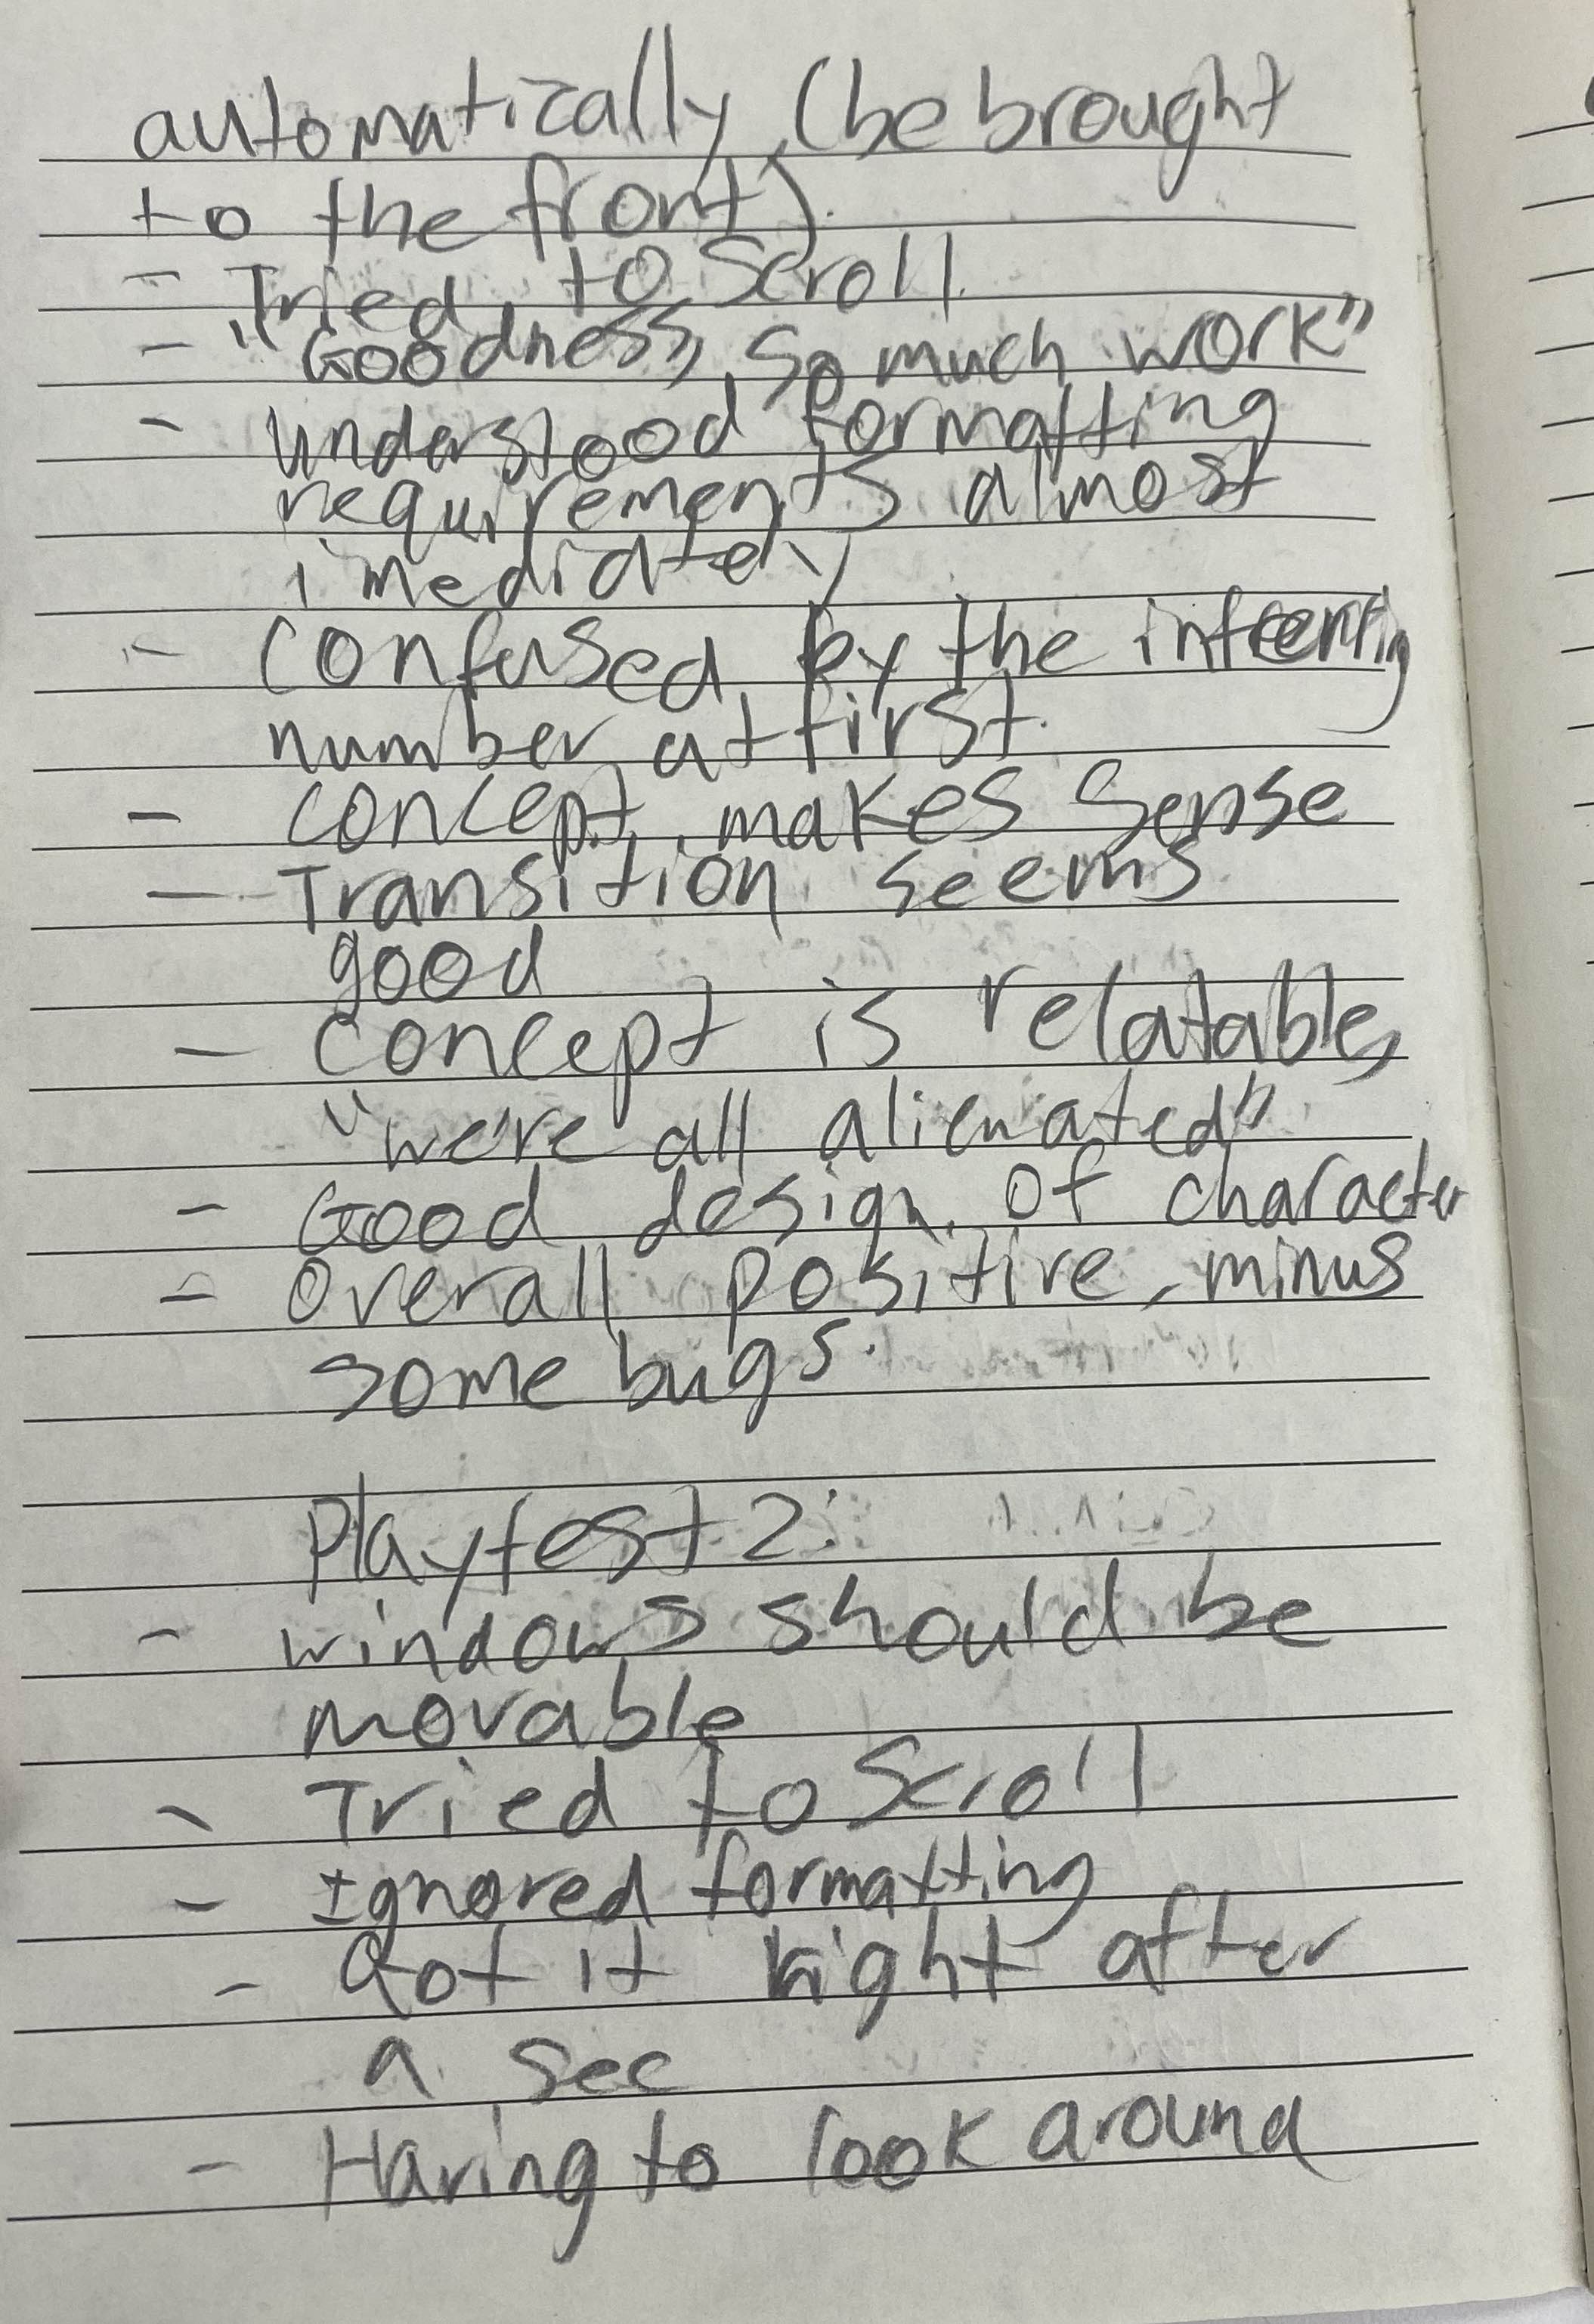 automatically (be brought
to the front).
- Tried to scroll
- "Goodness, so much work"
- understood formatting
requirements almost
imediately
- confused by the
number at first.
- concept makes sense
- Transition seems
good
- concept is relatable,
"we're all alienated"
- Good design of character
- overall positive, minus
some bugs.
Playtest 2:
- windows should be
movable
- Tried to scroll
- Ignored formatting
- Got it right after
a sec
- Having to look around